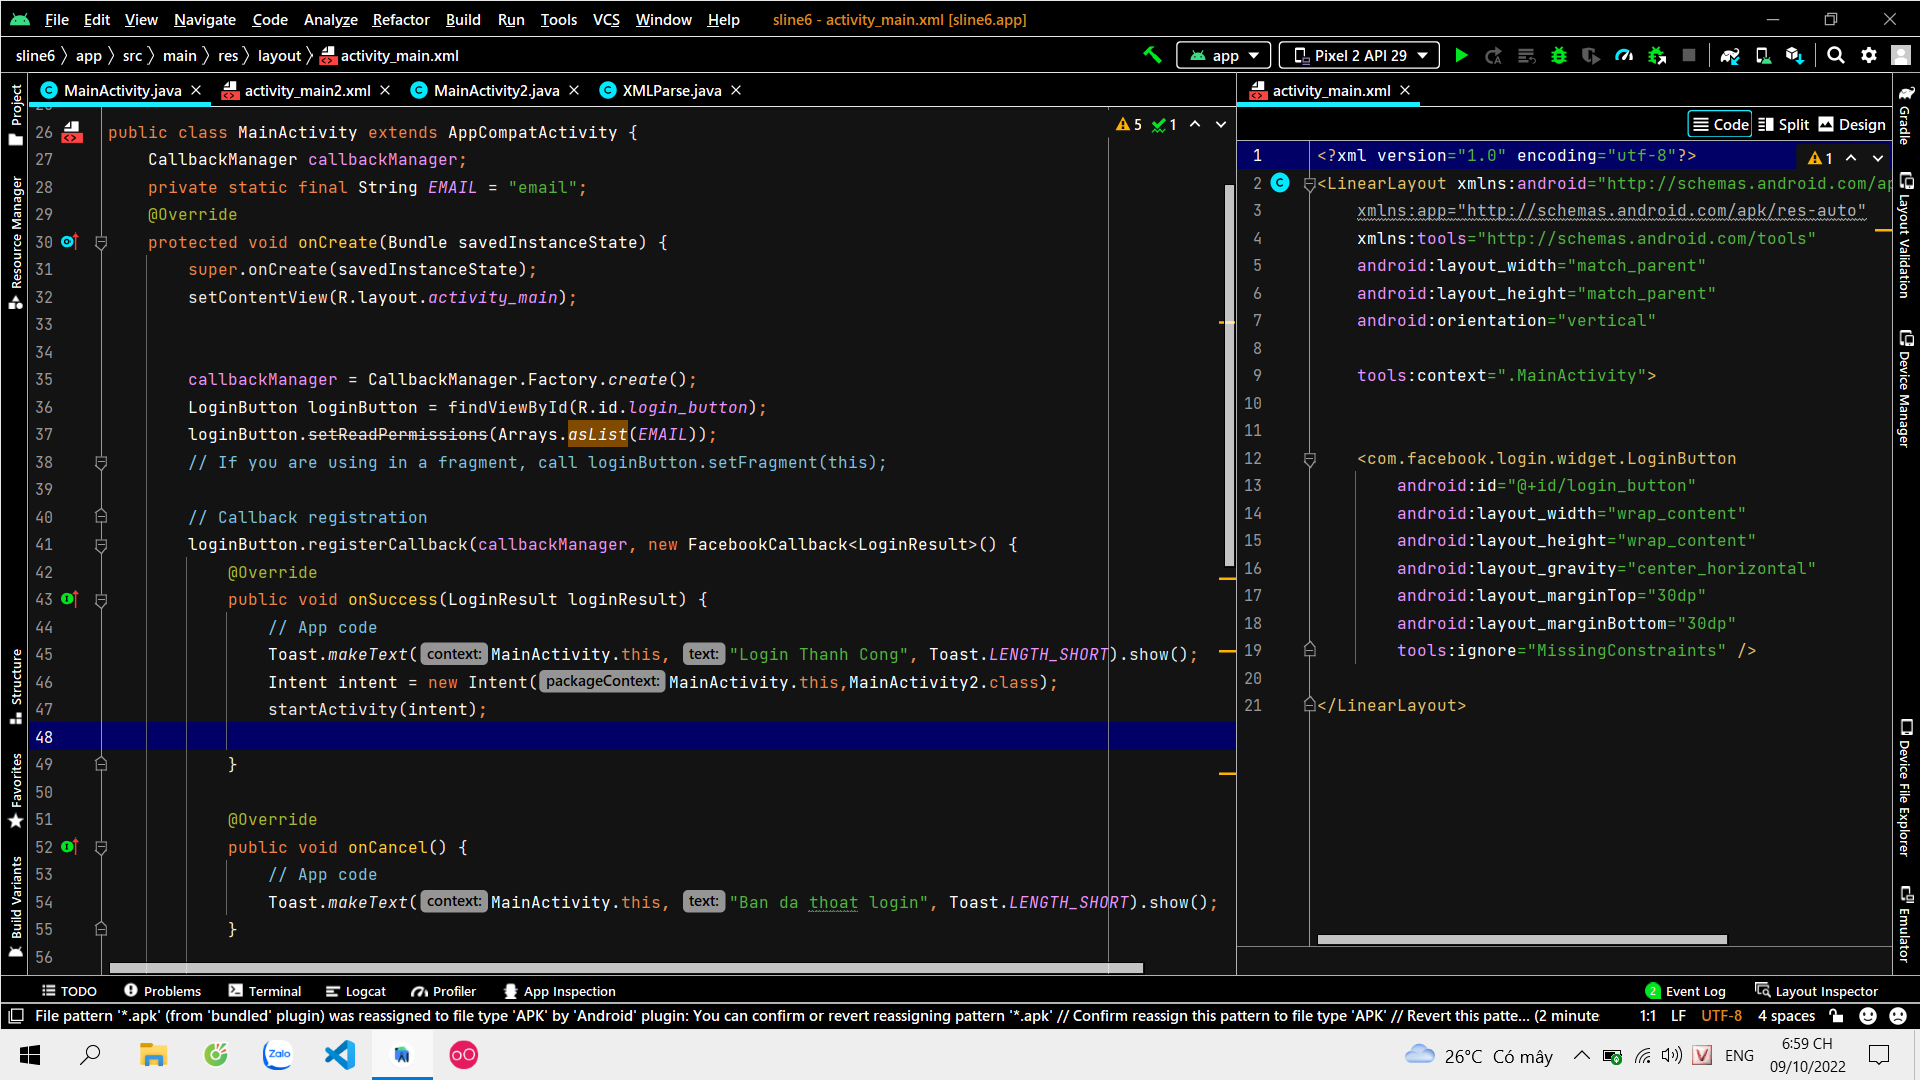 File Edit View Navigate Code Analyze Refactor Build Run Tools VCS Window Help sline6 - activity_main.xml [sline6.app]
sline6 app src main res layout activity_main.xml app Pixel 2 API 29
MainActivity.java activity_main2.xml MainActivity2.java XMLParse.java
26 public class MainActivity extends AppCompatActivity { 5 1
27 CallbackManager callbackManager;
28 private static final String EMAIL = "email";
29 @Override
30 protected void onCreate(Bundle savedInstanceState) {
31 super.onCreate(savedInstanceState);
32 setContentView(R.layout.activity_main);
33
34
35 callbackManager = CallbackManager.Factory.create();
36 LoginButton loginButton = findViewById(R.id.login_button);
37 loginButton.setReadPermissions(Arrays.asList(EMAIL));
38 // If you are using in a fragment, call loginButton.setFragment(this);
39
40 // Callback registration
41 loginButton.registerCallback(callbackManager, new FacebookCallback<LoginResult>() {
42 @Override
43 public void onSuccess(LoginResult loginResult) {
44 // App code
45 Toast.makeText( context: MainActivity.this, text: "Login Thanh Cong", Toast.LENGTH_SHORT).show();
46 Intent intent = new Intent( packageContext: MainActivity.this,MainActivity2.class);
47 startActivity(intent);
48
49 }
50
51 @Override
52 public void onCancel() {
53 // App code
54 Toast.makeText( context: MainActivity.this, text: "Ban da thoat login", Toast.LENGTH_SHORT).show();
55 }
56
activity_main.xml
Code Split Design
1 <?xml version="1.0" encoding="utf-8"?> 1
2 <LinearLayout xmlns:android="http://schemas.android.com/ap
3 xmlns:app="http://schemas.android.com/apk/res-auto"
4 xmlns:tools="http://schemas.android.com/tools"
5 android:layout_width="match_parent"
6 android:layout_height="match_parent"
7 android:orientation="vertical"
8
9 tools:context=".MainActivity">
10
11
12 <com.facebook.login.widget.LoginButton
13 android:id="@+id/login_button"
14 android:layout_width="wrap_content"
15 android:layout_height="wrap_content"
16 android:layout_gravity="center_horizontal"
17 android:layout_marginTop="30dp"
18 android:layout_marginBottom="30dp"
19 tools:ignore="MissingConstraints" />
20
21 </LinearLayout>
Project
Resource Manager
Structure
Favorites
Build Variants
Gradle
Layout Validation
Device Manager
Device File Explorer
Emulator
TODO Problems Terminal Logcat Profiler App Inspection 2 Event Log Layout Inspector
File pattern '*.apk' (from 'bundled' plugin) was reassigned to file type 'APK' by 'Android' plugin: You can confirm or revert reassigning pattern '*.apk' // Confirm reassign this pattern to file type 'APK' // Revert this patte... (2 minute 1:1 LF UTF-8 4 spaces
Zalo 26°C Có mây ENG 6:59 CH
09/10/2022